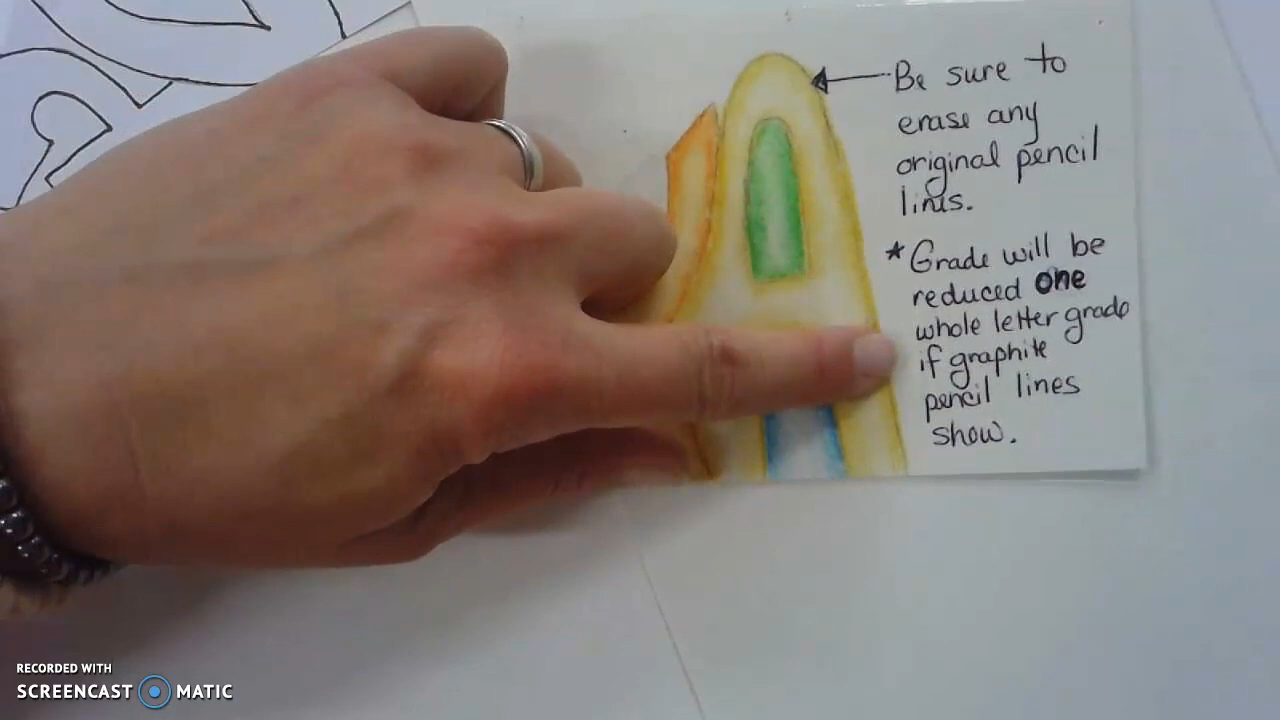 Be sure to
erase any
original pencil
lines.
* Grade will be
reduced one
whole letter grade
if graphite
pencil lines
show.
RECORDED WITH
SCREENCAST MATIC